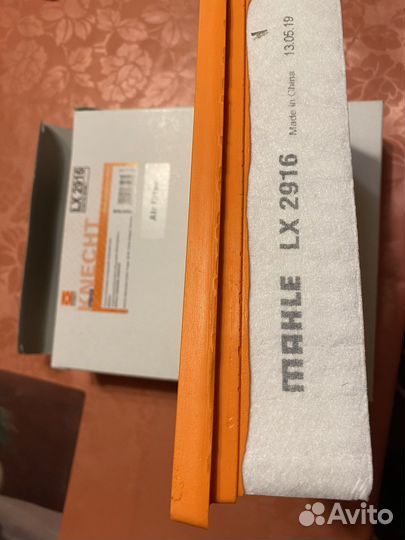 MAHLE LX 2916 Made in China 13.05.19
KNECHT LX 2916
Air Filter
Avito